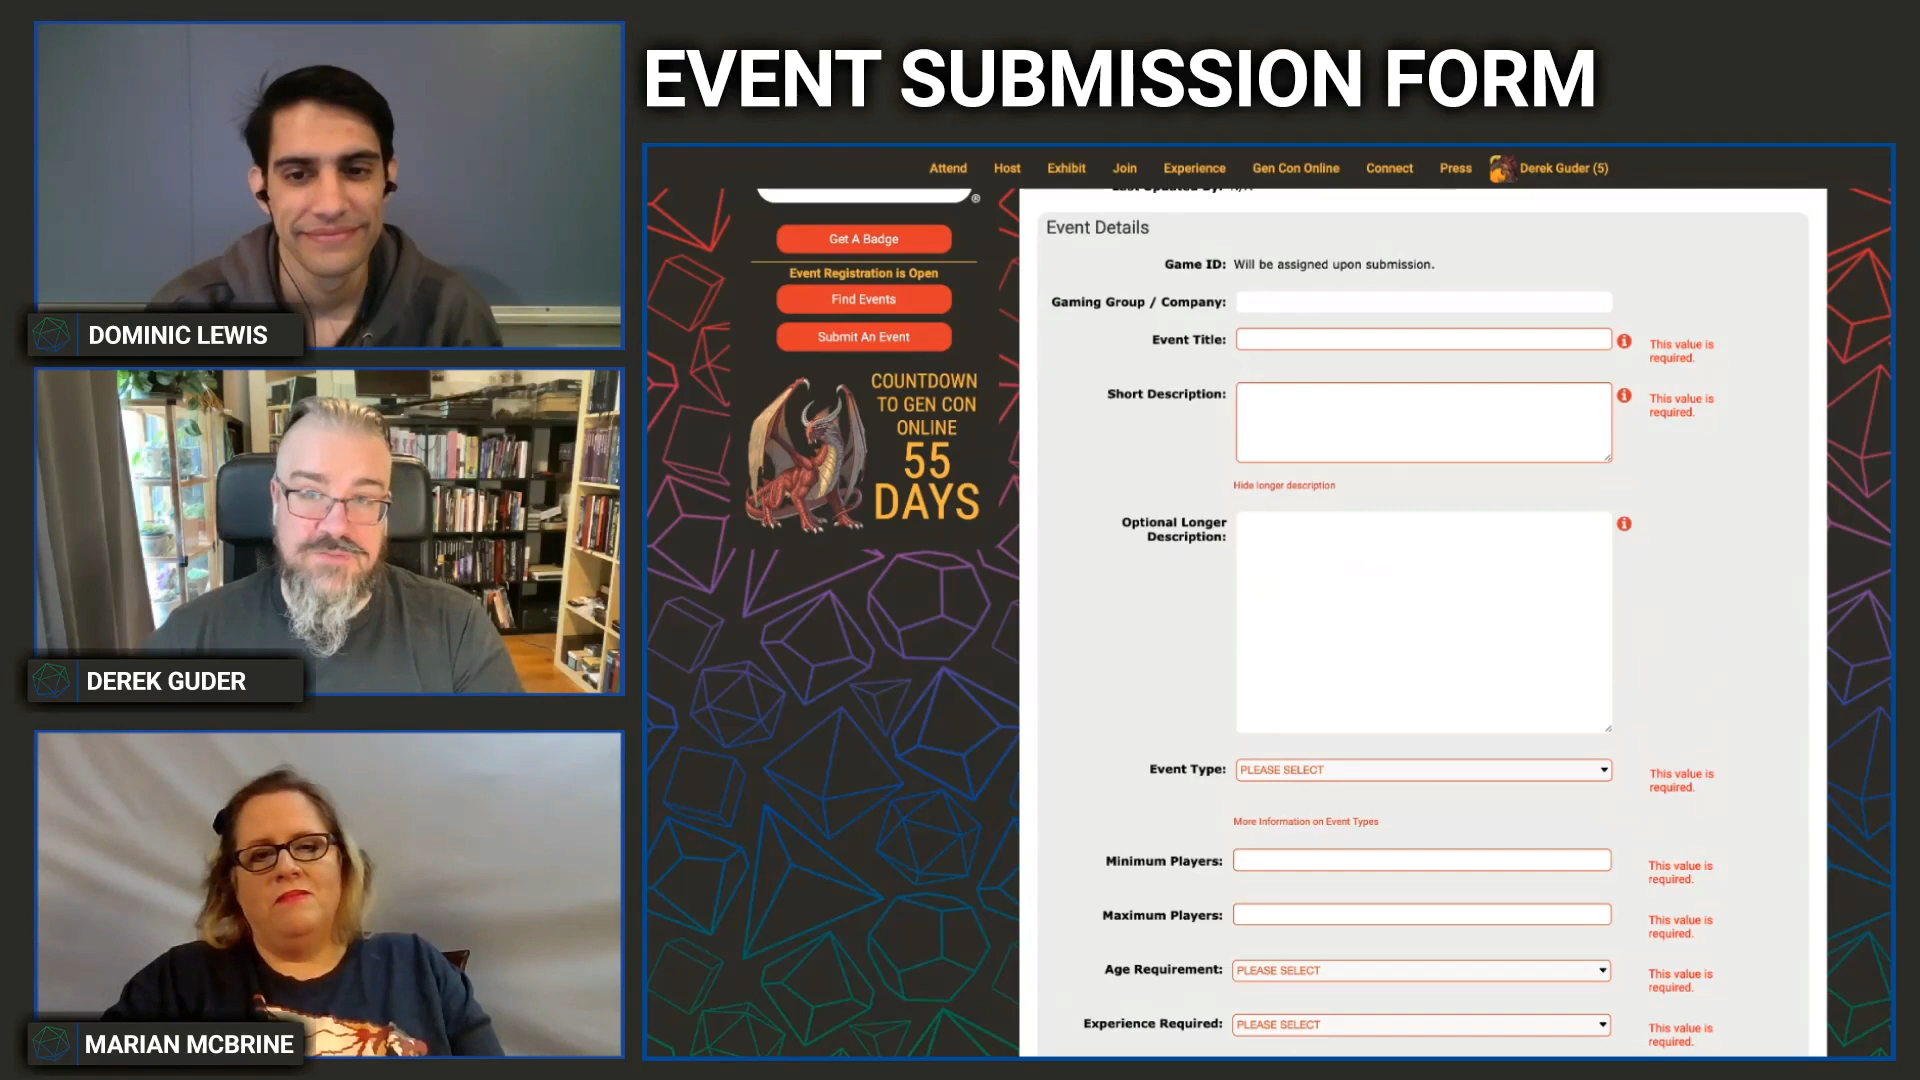 EVENT SUBMISSION FORM
DOMINIC LEWIS
DEREK GUDER
MARIAN MCBRINE
Attend Host Exhibit Join Experience Gen Con Online Connect Press Derek Guder (5)
Get A Badge
Event Registration is Open
Find Events
Submit An Event
COUNTDOWN
TO GEN CON
ONLINE
55
DAYS
®
Last Updated By:
Event Details
Game ID: Will be assigned upon submission.
Gaming Group / Company:
Event Title:
This value is
required.
Short Description:
This value is
required.
Hide longer description
Optional Longer
Description:
Event Type: PLEASE SELECT
This value is
required.
More Information on Event Types
Minimum Players:
This value is
required.
Maximum Players:
This value is
required.
Age Requirement: PLEASE SELECT
This value is
required.
Experience Required: PLEASE SELECT
This value is
required.